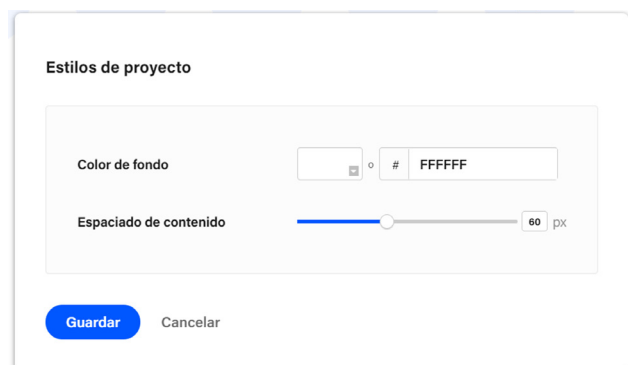 Estilos de proyecto
Color de fondo o # FFFFFF
Espaciado de contenido 60 px
Guardar Cancelar